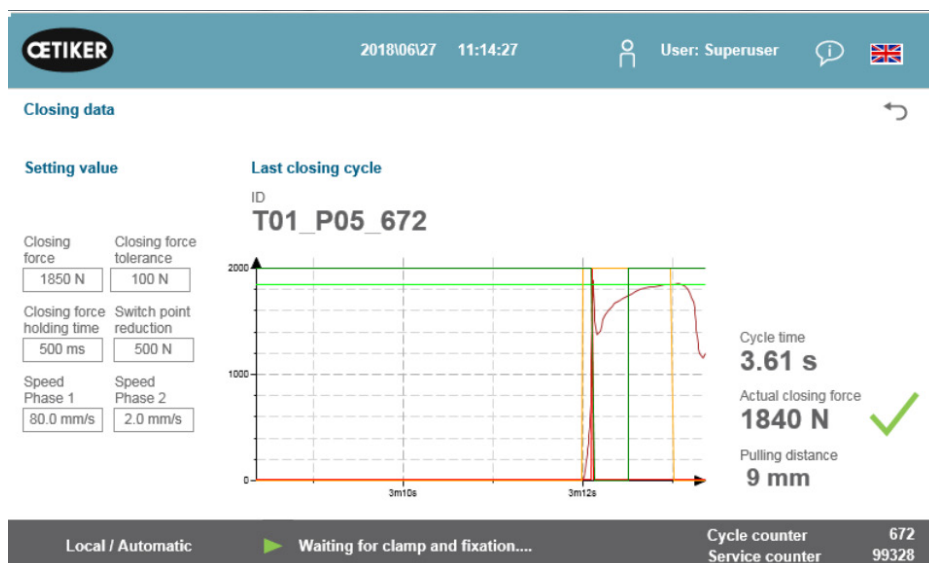 ŒTIKER
2018\06\27 11:14:27
User: Superuser
Closing data
Setting value
Last closing cycle
ID
T01_P05_672
Closing force
Closing force tolerance
1850 N
100 N
Closing force holding time
Switch point reduction
500 ms
500 N
Speed Phase 1
Speed Phase 2
80.0 mm/s
2.0 mm/s
2000
1000
0
3m10s
3m12s
Cycle time
3.61 s
Actual closing force
1840 N
Pulling distance
9 mm
Local / Automatic
Waiting for clamp and fixation....
Cycle counter 672
Service counter 99328